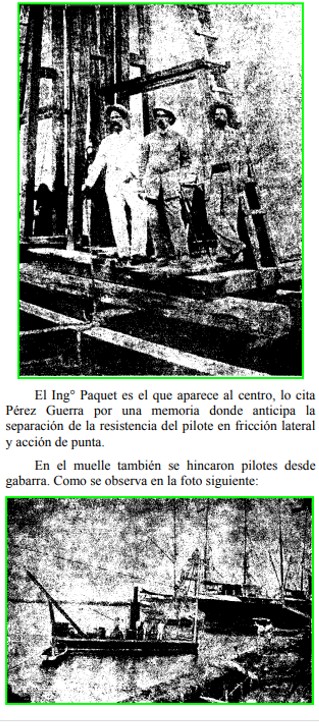 El Ing° Paquet es el que aparece al centro, lo cita
Pérez Guerra por una memoria donde anticipa la
separación de la resistencia del pilote en fricción lateral
y acción de punta.
En el muelle también se hincaron pilotes desde
gabarra. Como se observa en la foto siguiente: